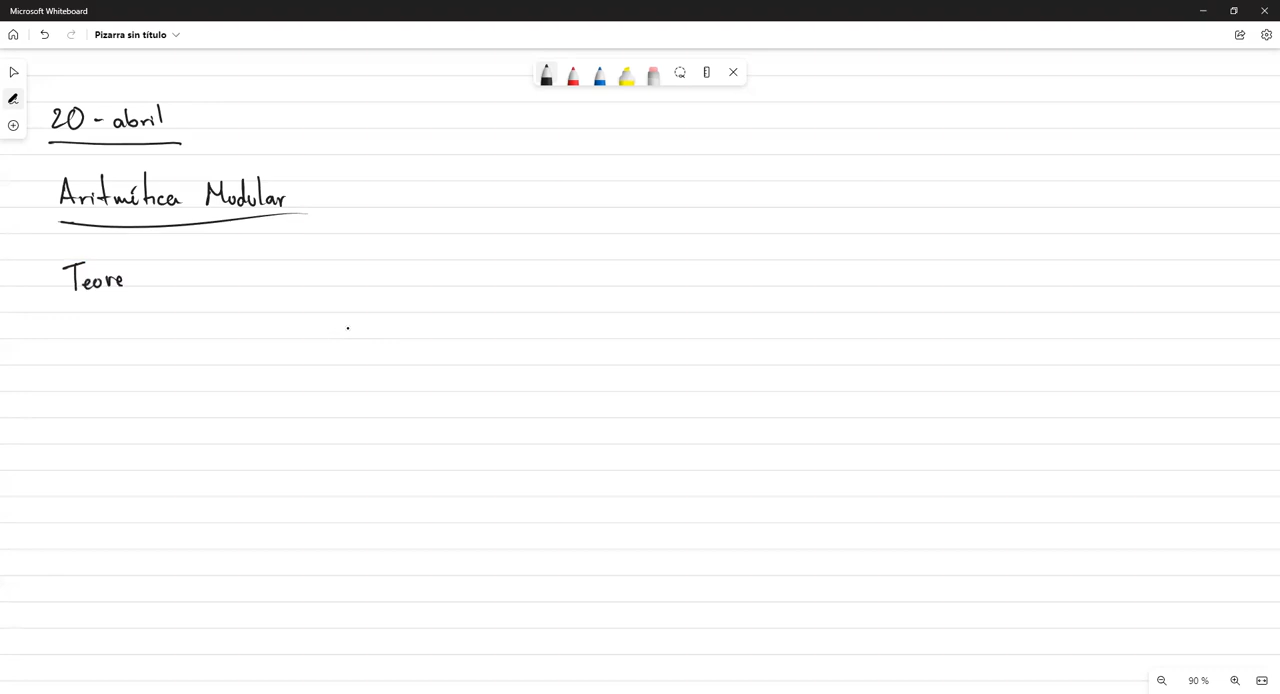 Microsoft Whiteboard
Pizarra sin título
20 - abril
Aritmética Modular
Teore
90 %